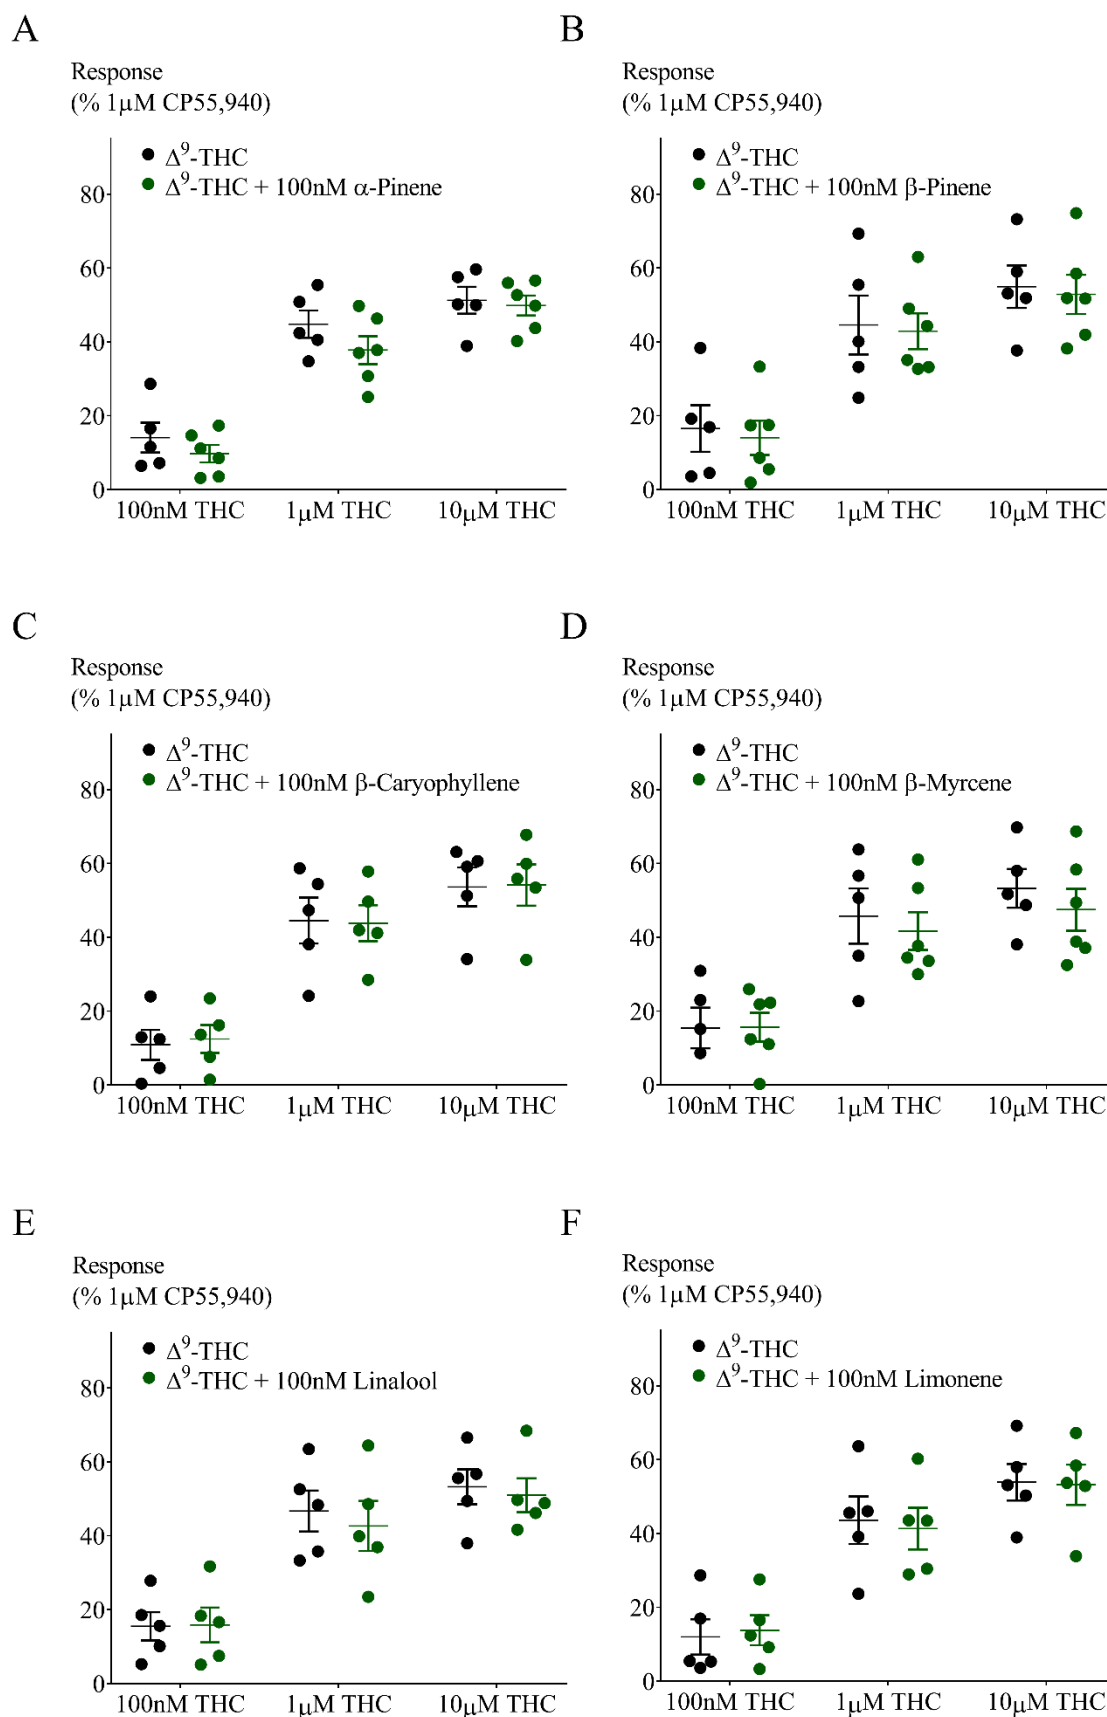 A
Response
(% 1μM CP55,940)
Δ⁹-THC
Δ⁹-THC + 100nM α-Pinene
80
60
40
20
0
100nM THC 1μM THC 10μM THC
B
Response
(% 1μM CP55,940)
Δ⁹-THC
Δ⁹-THC + 100nM β-Pinene
80
60
40
20
0
100nM THC 1μM THC 10μM THC
C
Response
(% 1μM CP55,940)
Δ⁹-THC
Δ⁹-THC + 100nM β-Caryophyllene
80
60
40
20
0
100nM THC 1μM THC 10μM THC
D
Response
(% 1μM CP55,940)
Δ⁹-THC
Δ⁹-THC + 100nM β-Myrcene
80
60
40
20
0
100nM THC 1μM THC 10μM THC
E
Response
(% 1μM CP55,940)
Δ⁹-THC
Δ⁹-THC + 100nM Linalool
80
60
40
20
0
100nM THC 1μM THC 10μM THC
F
Response
(% 1μM CP55,940)
Δ⁹-THC
Δ⁹-THC + 100nM Limonene
80
60
40
20
0
100nM THC 1μM THC 10μM THC